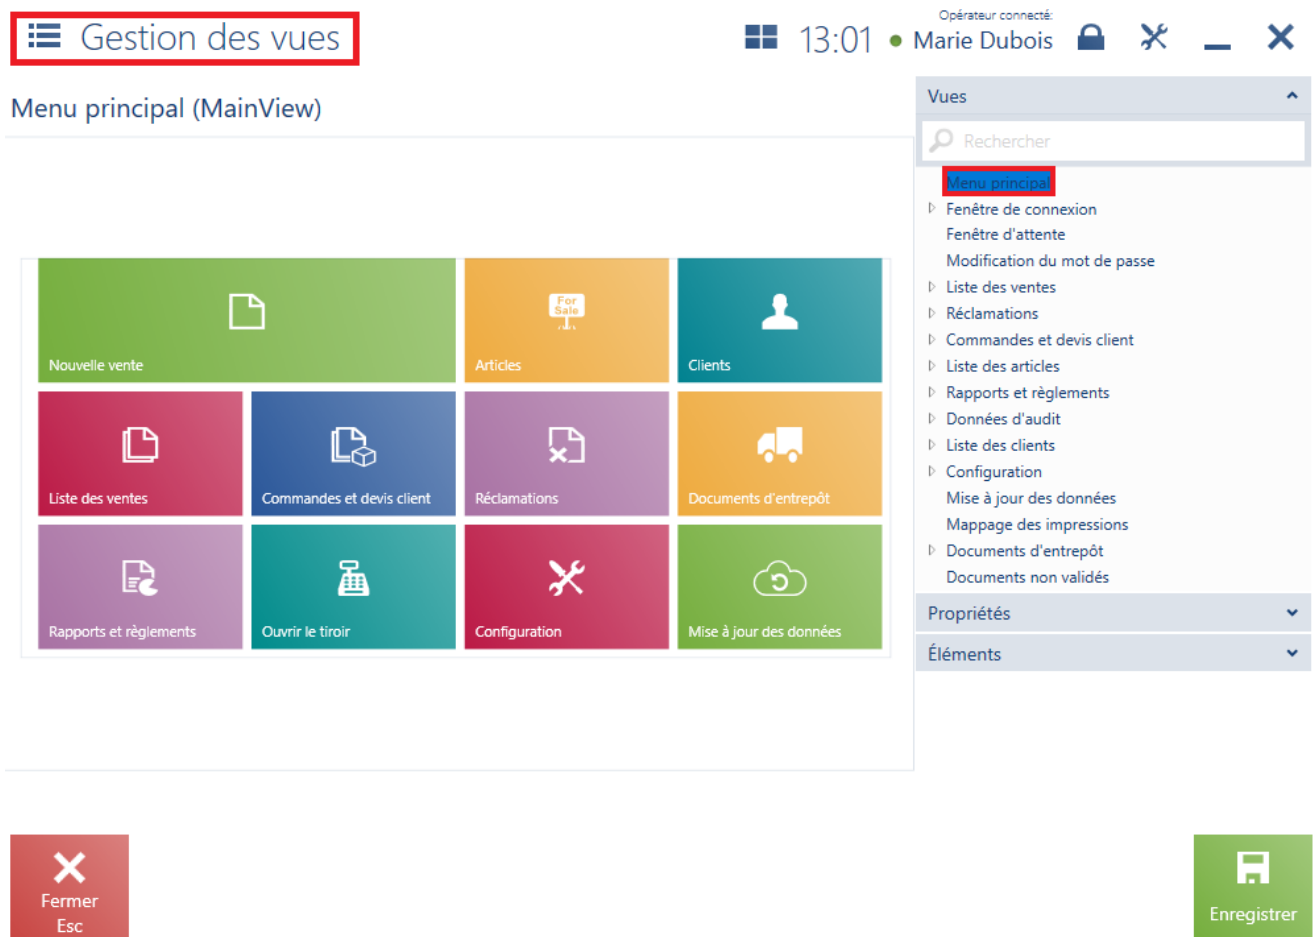 Gestion des vues
13:01
Opérateur connecté:
Marie Dubois
Menu principal (MainView)
Vues
Rechercher
Menu principal
Fenêtre de connexion
Fenêtre d'attente
Modification du mot de passe
Liste des ventes
Réclamations
Commandes et devis client
Liste des articles
Rapports et règlements
Données d'audit
Liste des clients
Configuration
Mise à jour des données
Mappage des impressions
Documents d'entrepôt
Documents non validés
Propriétés
Éléments
For
Sale
Nouvelle vente
Articles
Clients
Liste des ventes
Commandes et devis client
Réclamations
Documents d'entrepôt
Rapports et règlements
Ouvrir le tiroir
Configuration
Mise à jour des données
Fermer
Esc
Enregistrer